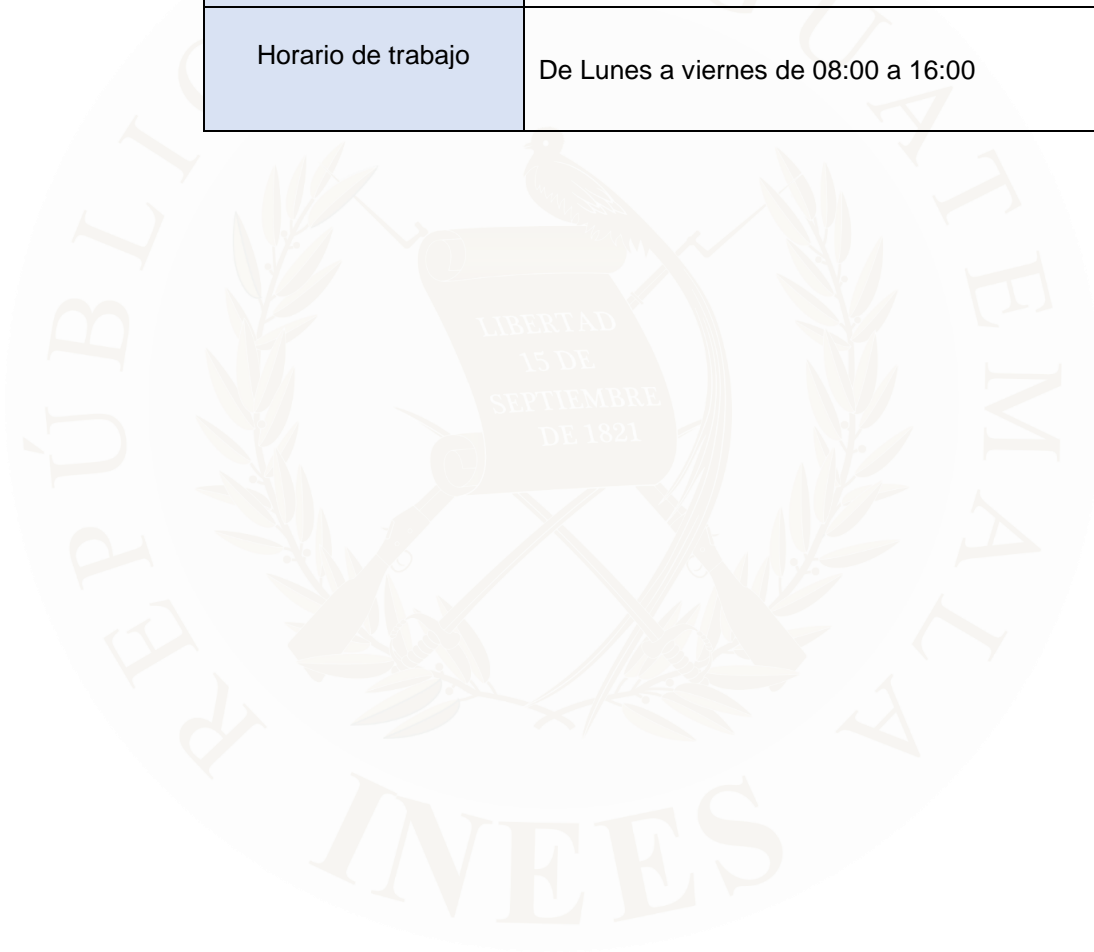 Horario de trabajo
De Lunes a viernes de 08:00 a 16:00
REPÚBLICA GUATEMALA
LIBERTAD
15 DE
SEPTIEMBRE
DE 1821
INEES